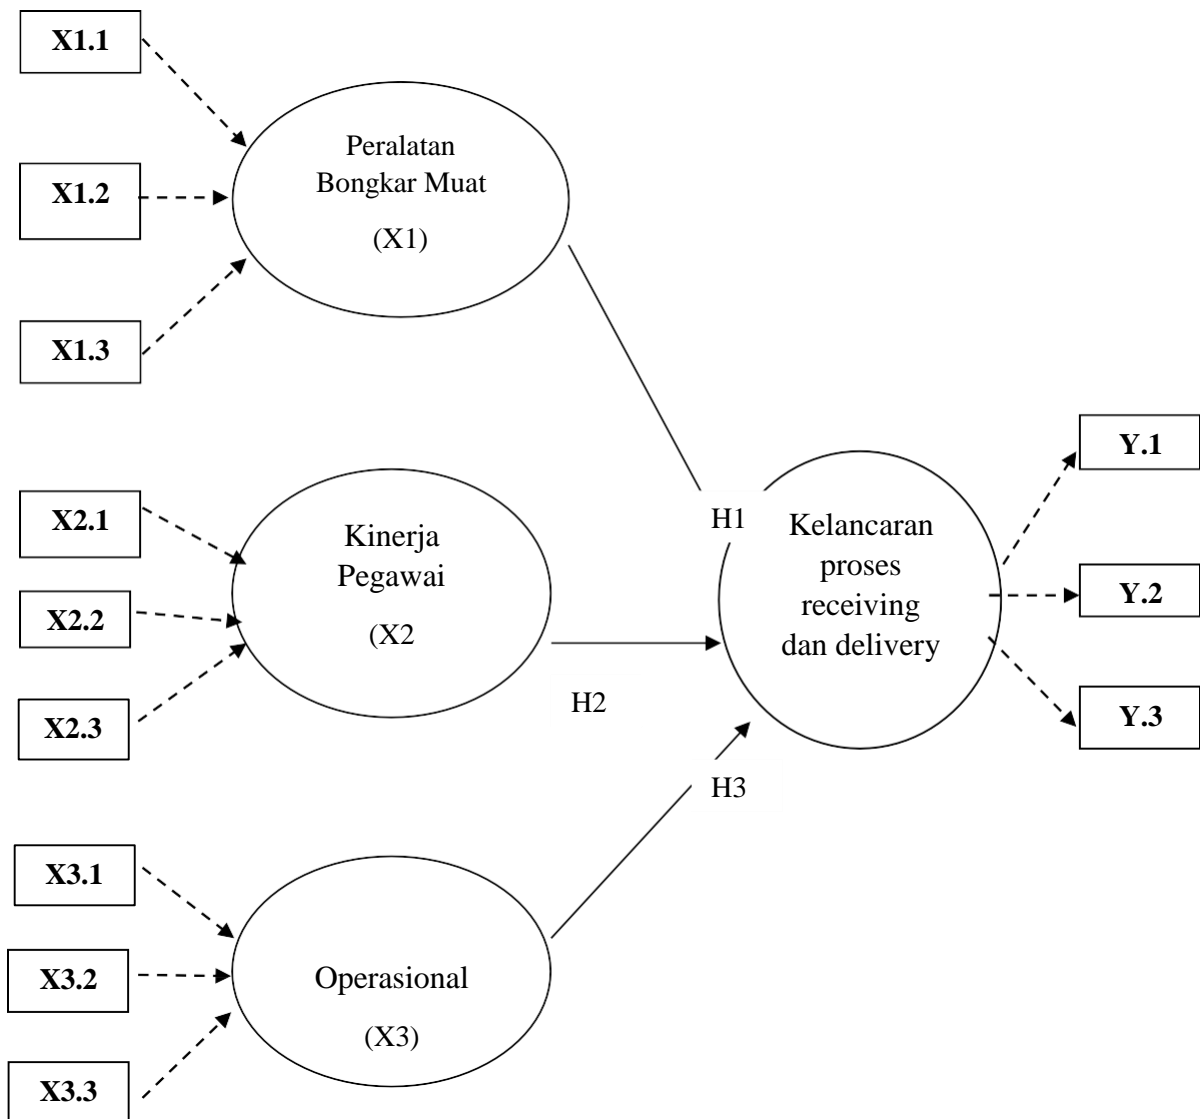 X1.1
X1.2
X1.3
Peralatan
Bongkar Muat
(X1)
X2.1
X2.2
X2.3
Kinerja
Pegawai
(X2
X3.1
X3.2
X3.3
Operasional
(X3)
H1
H2
H3
Kelancaran
proses
receiving
dan delivery
Y.1
Y.2
Y.3